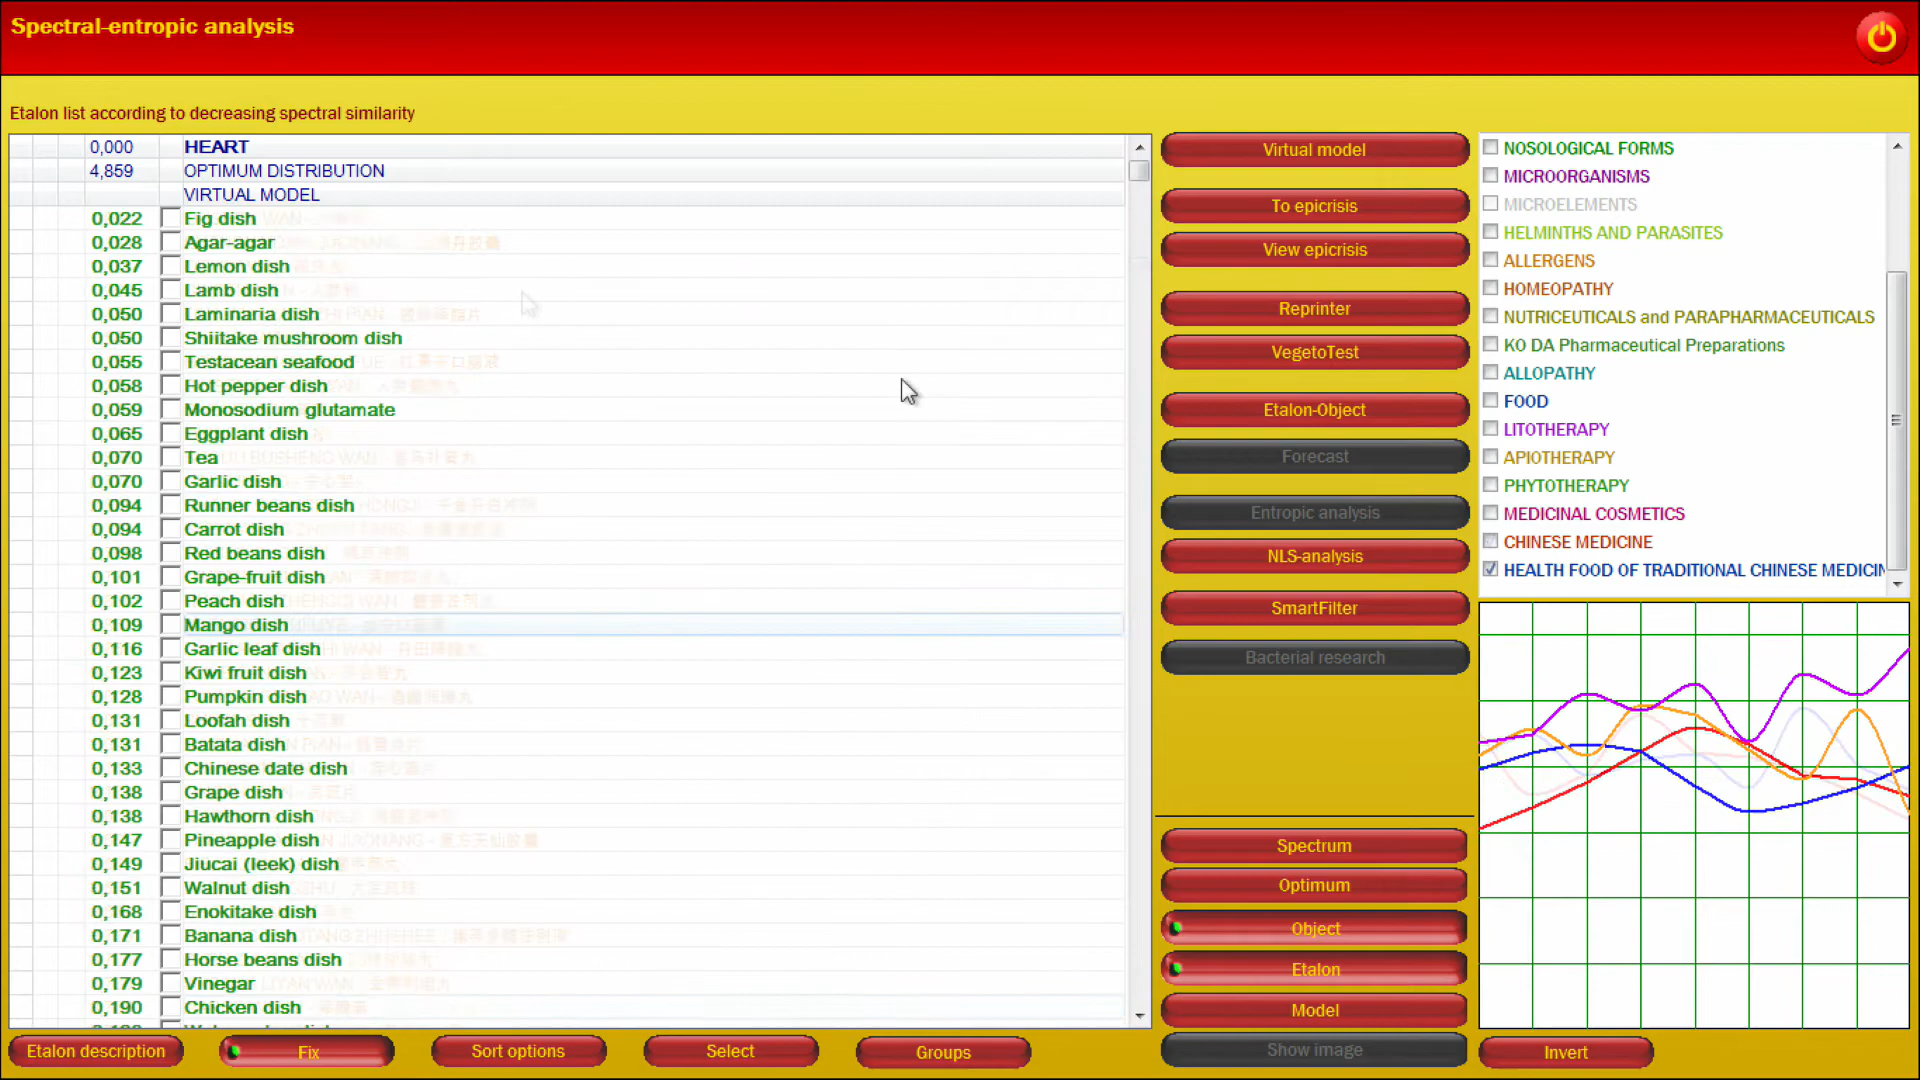 Spectral-entropic analysis
Etalon list according to decreasing spectral similarity
0,000 HEART
4,859 OPTIMUM DISTRIBUTION
VIRTUAL MODEL
0,022 Fig dish
0,028 Agar-agar
0,037 Lemon dish
0,045 Lamb dish
0,050 Laminaria dish
0,050 Shiitake mushroom dish
0,055 Testacean seafood
0,058 Hot pepper dish
0,059 Monosodium glutamate
0,065 Eggplant dish
0,070 Tea
0,070 Garlic dish
0,094 Runner beans dish
0,094 Carrot dish
0,098 Red beans dish
0,101 Grape-fruit dish
0,102 Peach dish
0,109 Mango dish
0,116 Garlic leaf dish
0,123 Kiwi fruit dish
0,128 Pumpkin dish
0,131 Loofah dish
0,131 Batata dish
0,133 Chinese date dish
0,138 Grape dish
0,138 Hawthorn dish
0,147 Pineapple dish
0,149 Jiucai (leek) dish
0,151 Walnut dish
0,168 Enokitake dish
0,171 Banana dish
0,177 Horse beans dish
0,179 Vinegar
0,190 Chicken dish
Virtual model
To epicrisis
View epicrisis
Reprinter
VegetoTest
Etalon-Object
Forecast
Entropic analysis
NLS-analysis
SmartFilter
Bacterial research
Spectrum
Optimum
Object
Etalon
Model
Show image
NOSOLOGICAL FORMS
MICROORGANISMS
MICROELEMENTS
HELMINTHS AND PARASITES
ALLERGENS
HOMEOPATHY
NUTRICEUTICALS and PARAPHARMACEUTICALS
KO DA Pharmaceutical Preparations
ALLOPATHY
FOOD
LITOTHERAPY
APIOTHERAPY
PHYTOTHERAPY
MEDICINAL COSMETICS
CHINESE MEDICINE
HEALTH FOOD OF TRADITIONAL CHINESE MEDICIN
Etalon description
Fix
Sort options
Select
Groups
Invert